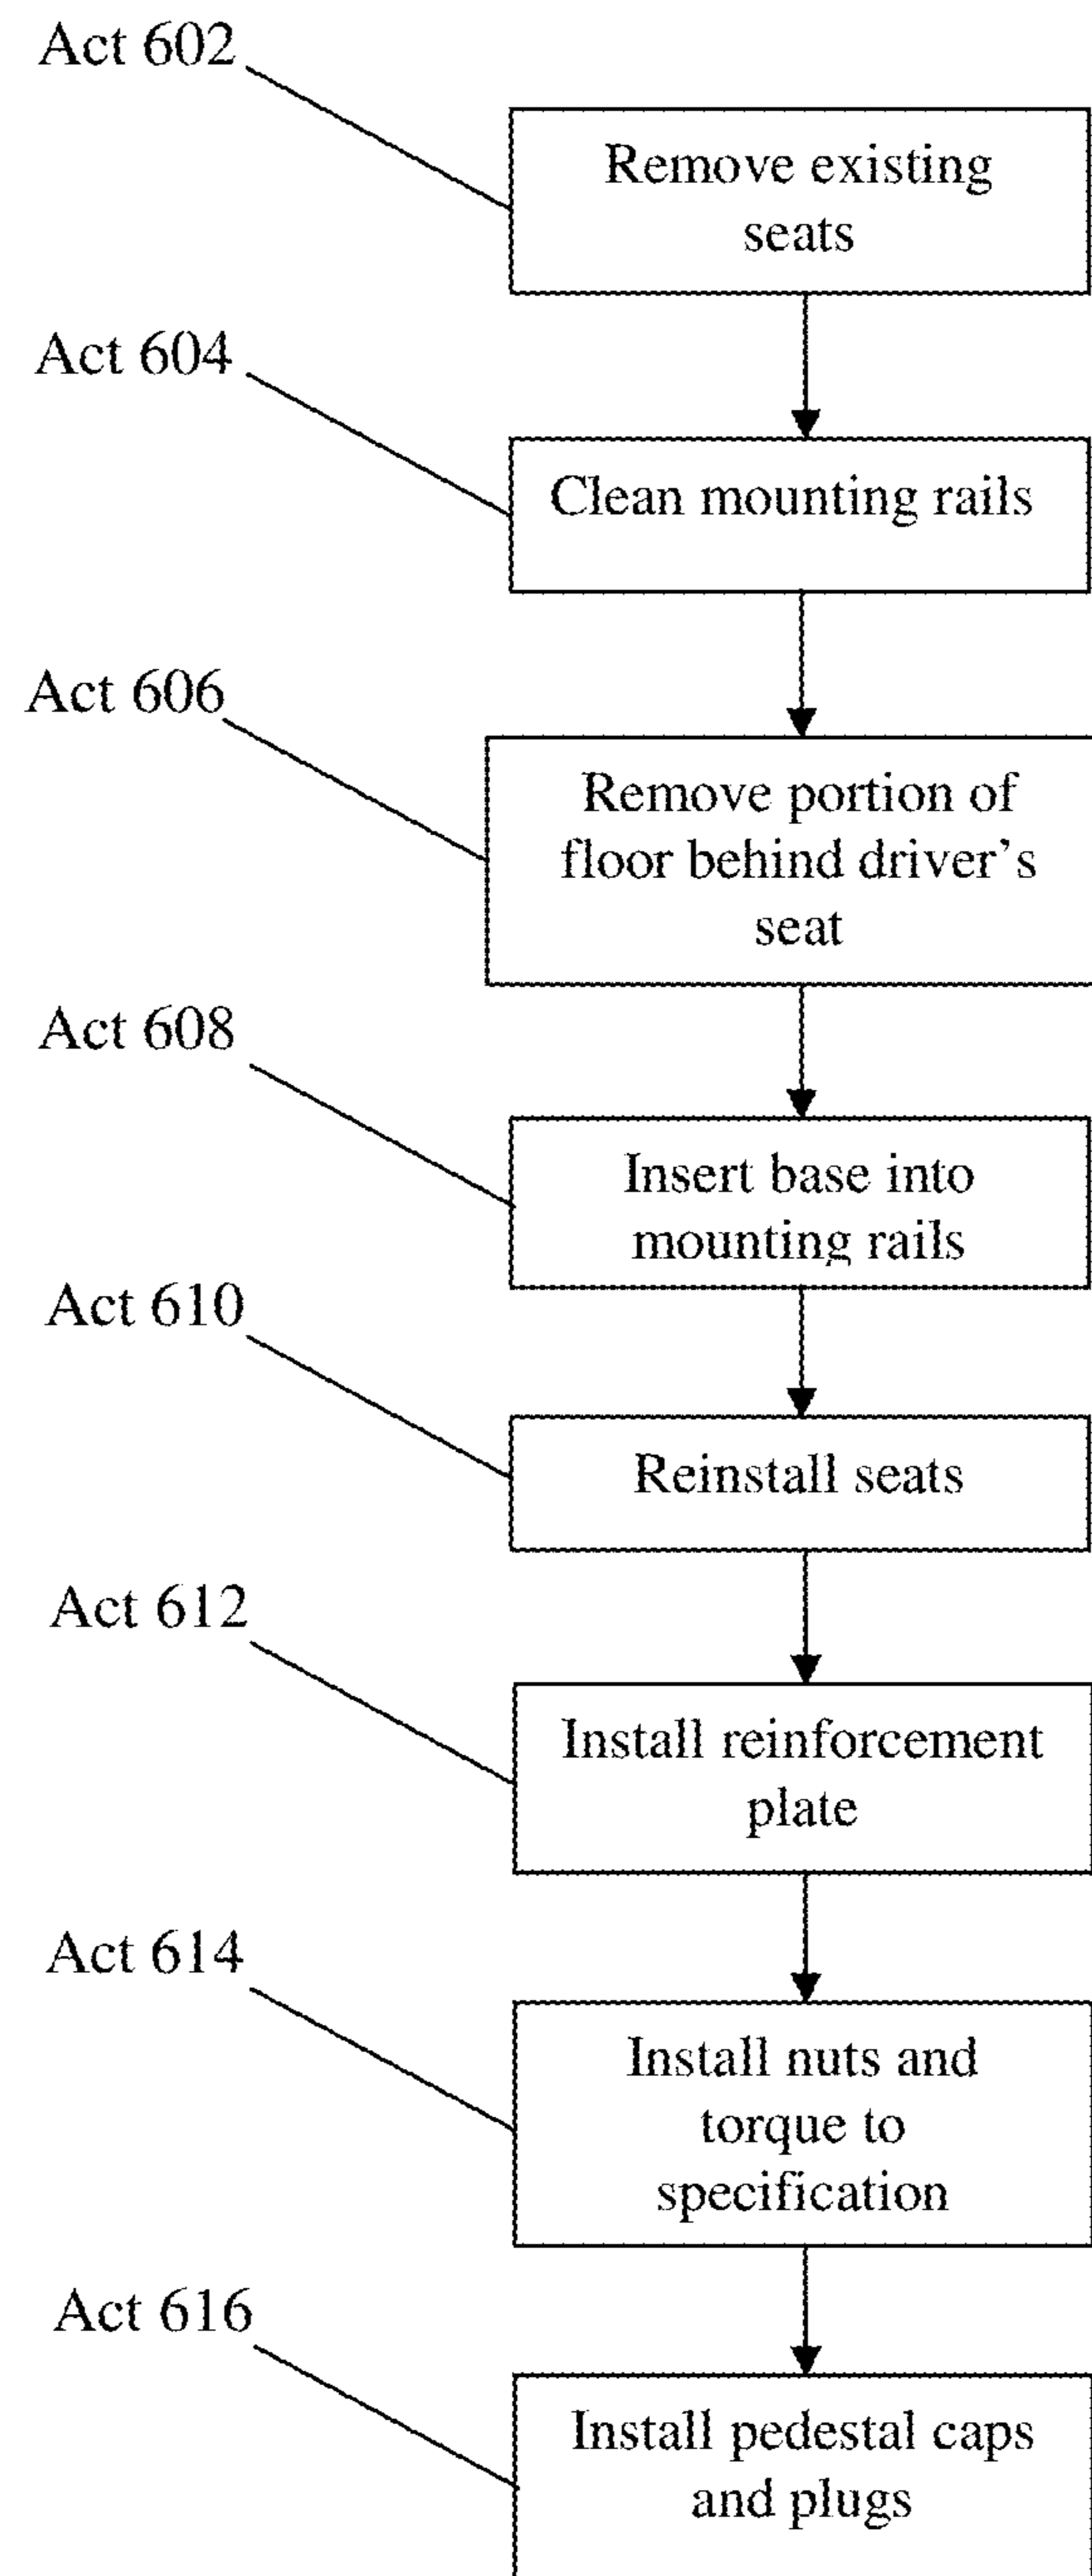 Act 602
Remove existing
seats
Act 604
Clean mounting rails
Act 606
Remove portion of
floor behind driver's
seat
Act 608
Insert base into
mounting rails
Act 610
Reinstall seats
Act 612
Install reinforcement
plate
Act 614
Install nuts and
torque to
specification
Act 616
Install pedestal caps
and plugs